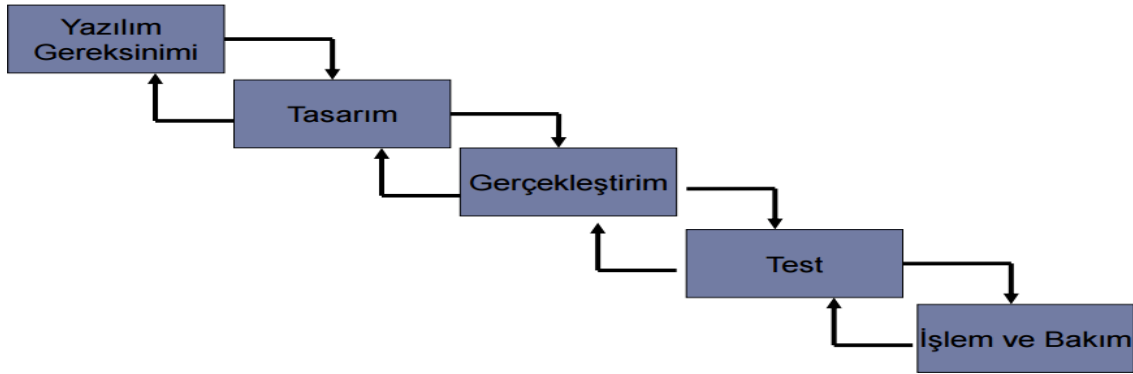 Yazılım
Gereksinimi
Tasarım
Gerçekleştirim
Test
İşlem ve Bakım